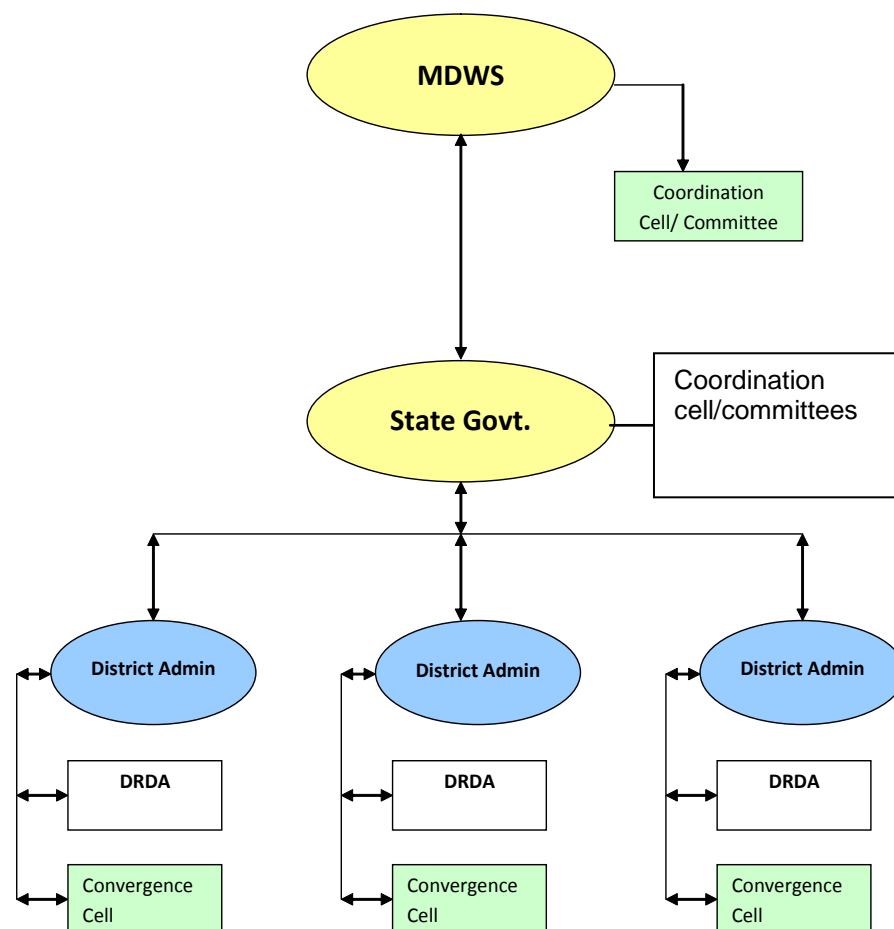 MDWS
Coordination
Cell/ Committee
Coordination
cell/committees
State Govt.
District Admin
District Admin
District Admin
DRDA
DRDA
DRDA
Convergence
Cell
Convergence
Cell
Convergence
Cell